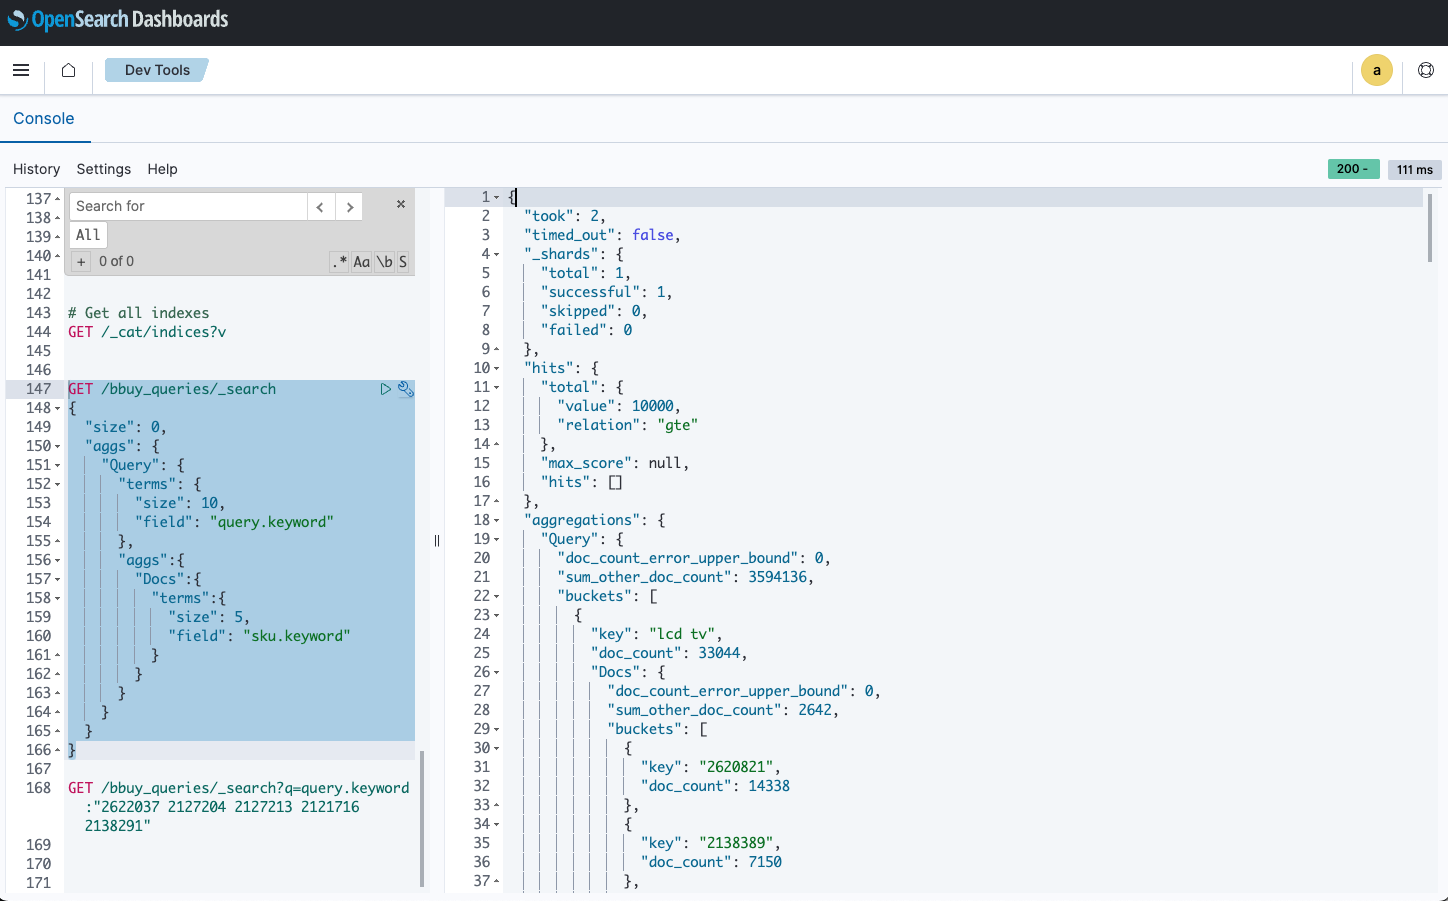 OpenSearch Dashboards
Dev Tools
a
Console
History Settings Help
200 - 111 ms
137
138
139
140
141
142
Search for
All
+ 0 of 0 .* Aa \b S
143 # Get all indexes
144 GET /_cat/indices?v
145
146
147 GET /bbuy_queries/_search
148 {
149 "size": 0,
150 "aggs": {
151 "Query": {
152 "terms": {
153 "size": 10,
154 "field": "query.keyword"
155 },
156 "aggs":{
157 "Docs":{
158 "terms":{
159 "size": 5,
160 "field": "sku.keyword"
161 }
162 }
163 }
164 }
165 }
166 }
167
168 GET /bbuy_queries/_search?q=query.keyword
:"2622037 2127204 2127213 2121716
2138291"
169
170
171
1 {
2 "took": 2,
3 "timed_out": false,
4 "_shards": {
5 "total": 1,
6 "successful": 1,
7 "skipped": 0,
8 "failed": 0
9 },
10 "hits": {
11 "total": {
12 "value": 10000,
13 "relation": "gte"
14 },
15 "max_score": null,
16 "hits": []
17 },
18 "aggregations": {
19 "Query": {
20 "doc_count_error_upper_bound": 0,
21 "sum_other_doc_count": 3594136,
22 "buckets": [
23 {
24 "key": "lcd tv",
25 "doc_count": 33044,
26 "Docs": {
27 "doc_count_error_upper_bound": 0,
28 "sum_other_doc_count": 2642,
29 "buckets": [
30 {
31 "key": "2620821",
32 "doc_count": 14338
33 },
34 {
35 "key": "2138389",
36 "doc_count": 7150
37 },